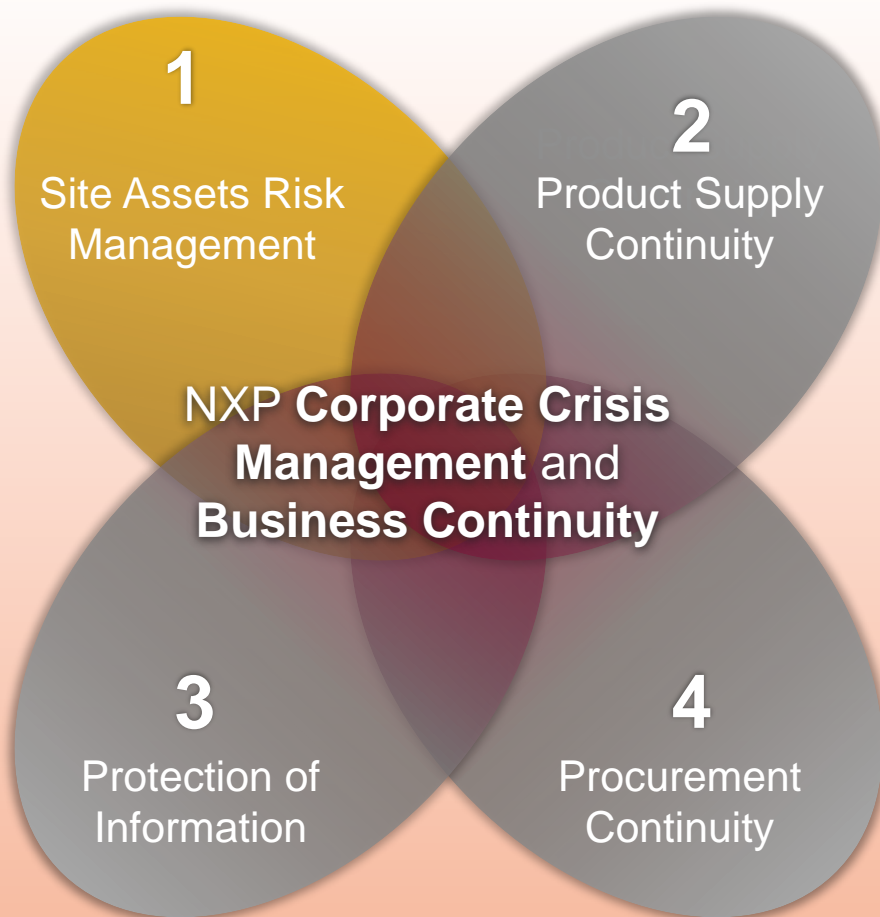 1
Site Assets Risk
Management
2
Product Supply
Continuity
NXP Corporate Crisis
Management and
Business Continuity
3
Protection of
Information
4
Procurement
Continuity